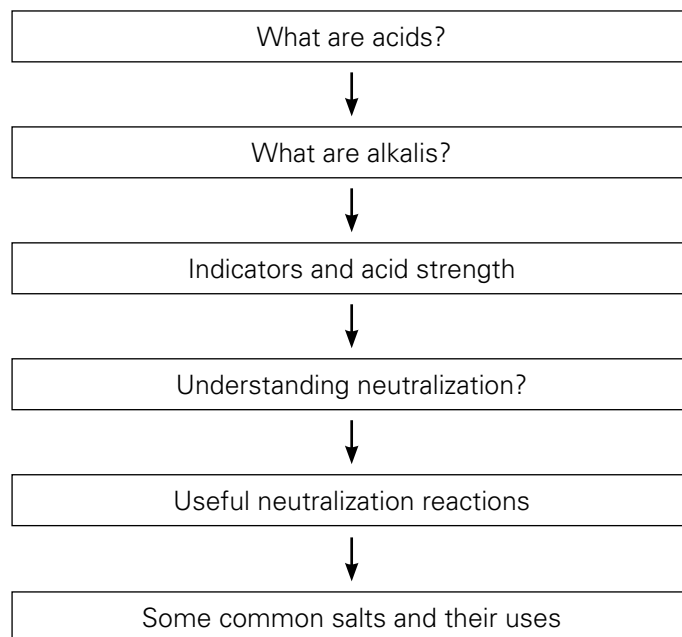 What are acids?
What are alkalis?
Indicators and acid strength
Understanding neutralization?
Useful neutralization reactions
Some common salts and their uses